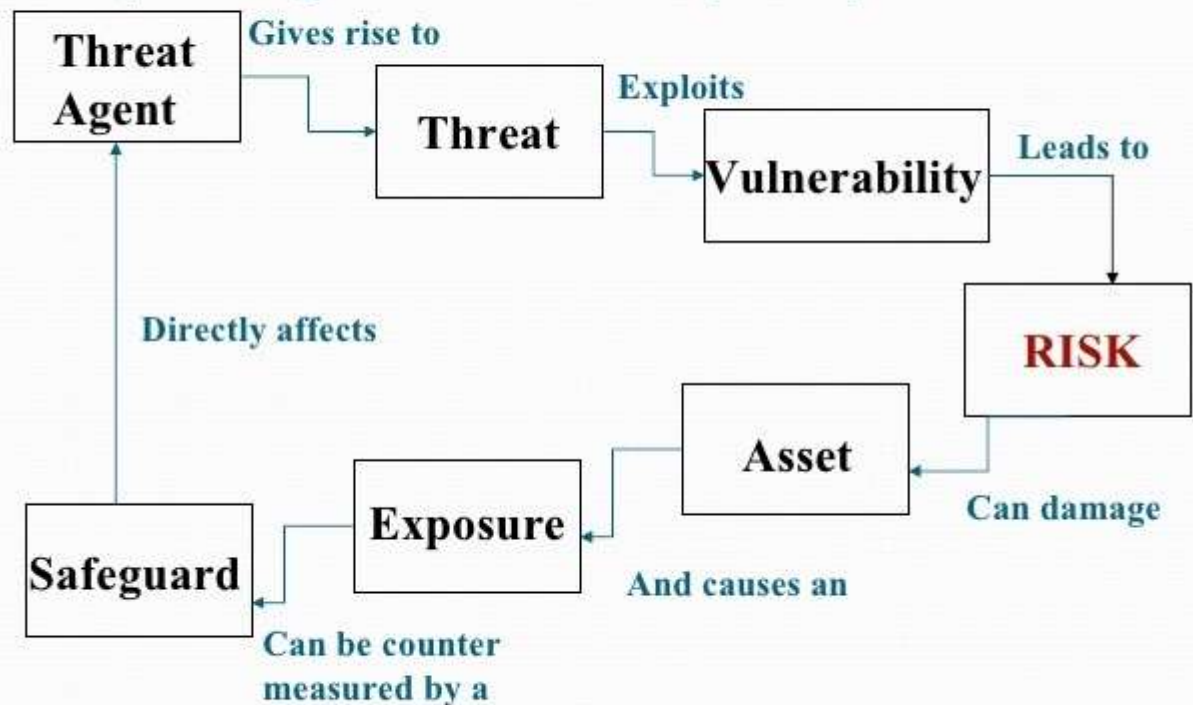 Threat
Agent
Gives rise to
Threat
Exploits
Vulnerability
Leads to
RISK
Can damage
Asset
And causes an
Exposure
Can be counter
measured by a
Safeguard
Directly affects